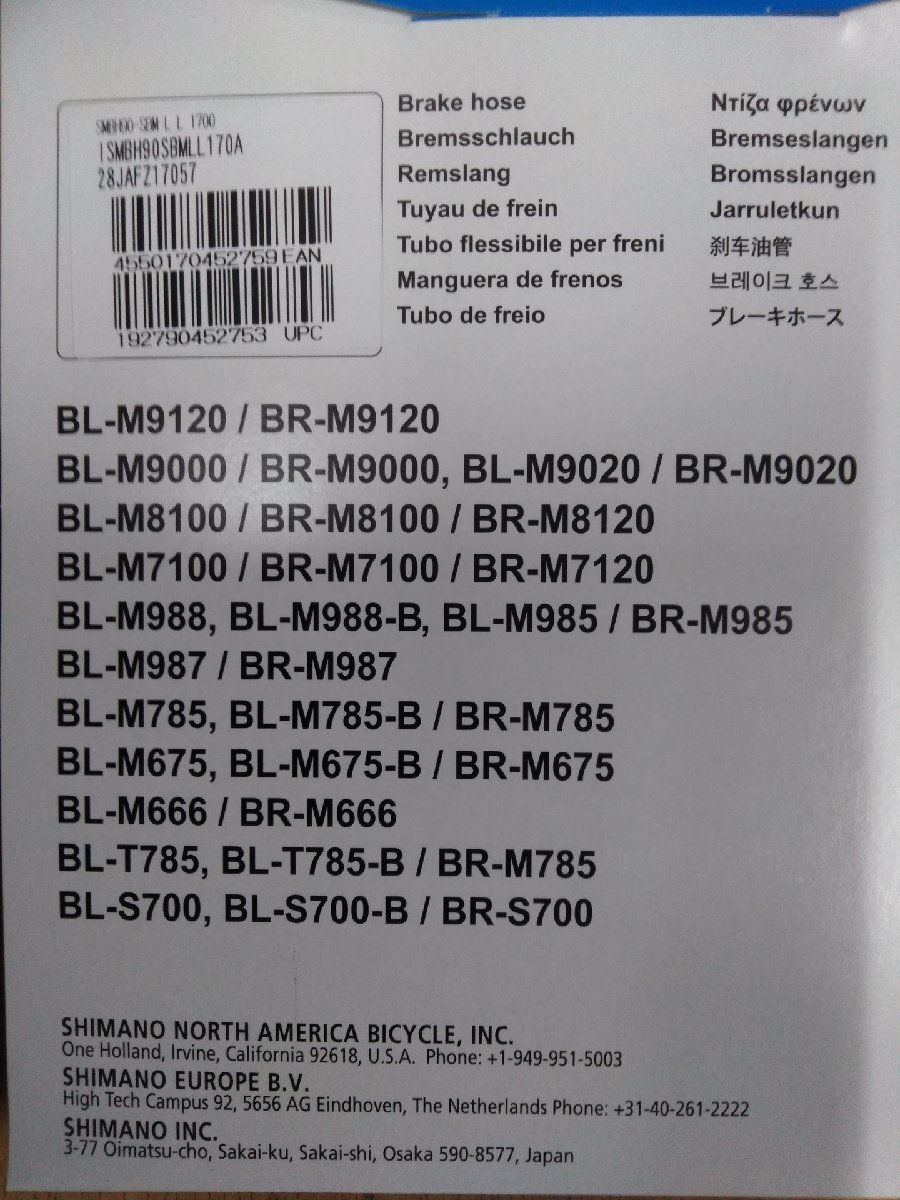 SMBH90-SBM L L 1700
ISMBH90SBMLL170A
28JAFZ17057
4550170452759 EAN
192790452753 UPC
Brake hose
Bremsschlauch
Remslang
Tuyau de frein
Tubo flessibile per freni
Manguera de frenos
Tubo de freio
Ντίζα φρένων
Bremseslangen
Bromsslangen
Jarruletkun
刹车油管
브레이크 호스
ブレーキホース
BL-M9120 / BR-M9120
BL-M9000 / BR-M9000, BL-M9020 / BR-M9020
BL-M8100 / BR-M8100 / BR-M8120
BL-M7100 / BR-M7100 / BR-M7120
BL-M988, BL-M988-B, BL-M985 / BR-M985
BL-M987 / BR-M987
BL-M785, BL-M785-B / BR-M785
BL-M675, BL-M675-B / BR-M675
BL-M666 / BR-M666
BL-T785, BL-T785-B / BR-M785
BL-S700, BL-S700-B / BR-S700
SHIMANO NORTH AMERICA BICYCLE, INC.
One Holland, Irvine, California 92618, U.S.A. Phone: +1-949-951-5003
SHIMANO EUROPE B.V.
High Tech Campus 92, 5656 AG Eindhoven, The Netherlands Phone: +31-40-261-2222
SHIMANO INC.
3-77 Oimatsu-cho, Sakai-ku, Sakai-shi, Osaka 590-8577, Japan